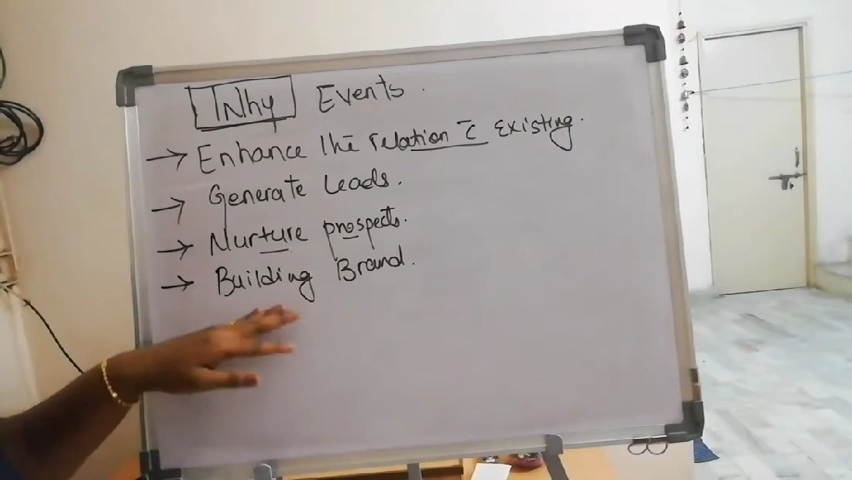 Why Events.
→ Enhance the relation c̄ existing.
→ Generate leads.
→ Nurture prospects.
→ Building Brand.